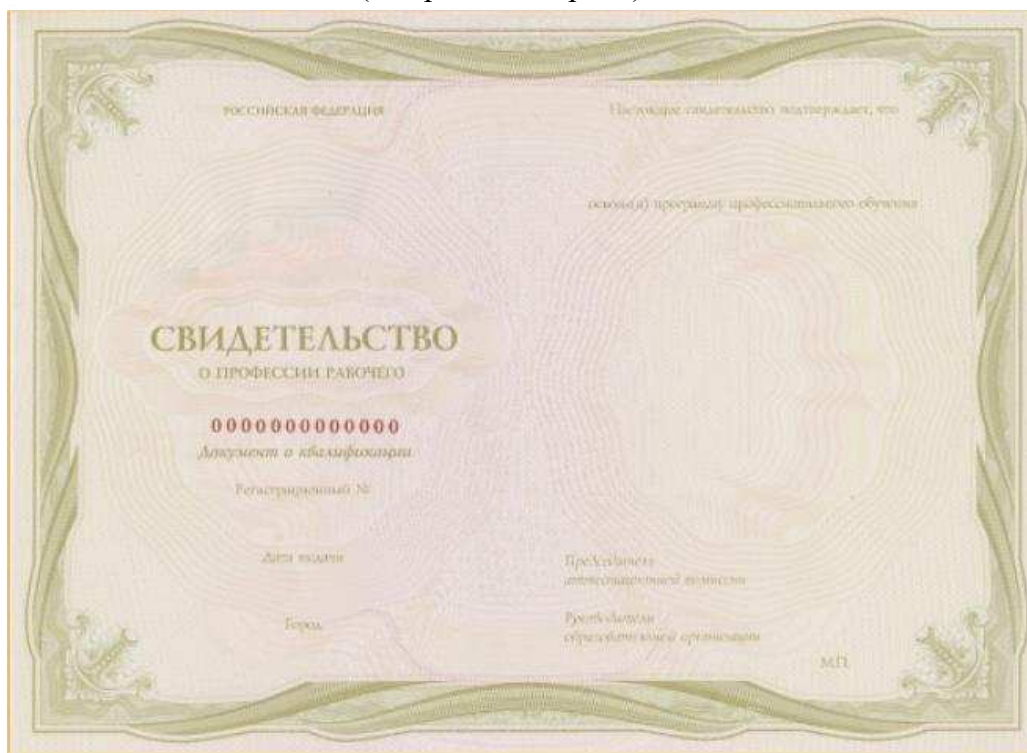 РОССИЙСКАЯ ФЕДЕРАЦИЯ
СВИДЕТЕЛЬСТВО
О ПРОФЕССИИ РАБОЧЕГО
0000000000000
Документ о квалификации
Регистрационный №
Дата выдачи
Город
Настоящее свидетельство подтверждает, что
освоил(а) программу профессионального обучения
Председатель
аттестационной комиссии
Руководитель
образовательной организации
М.П.